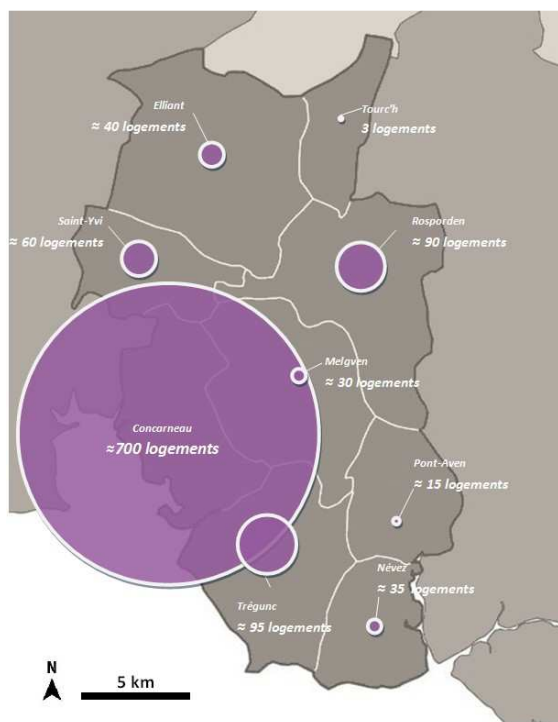 Elliant
≈ 40 logements
Tourc'h
3 logements
Saint-Yvi
≈ 60 logements
Rosporden
≈ 90 logements
Melgven
≈ 30 logements
Concarneau
≈700 logements
Pont-Aven
≈ 15 logements
Névez
≈ 35 logements
Trégunc
≈ 95 logements
N
5 km